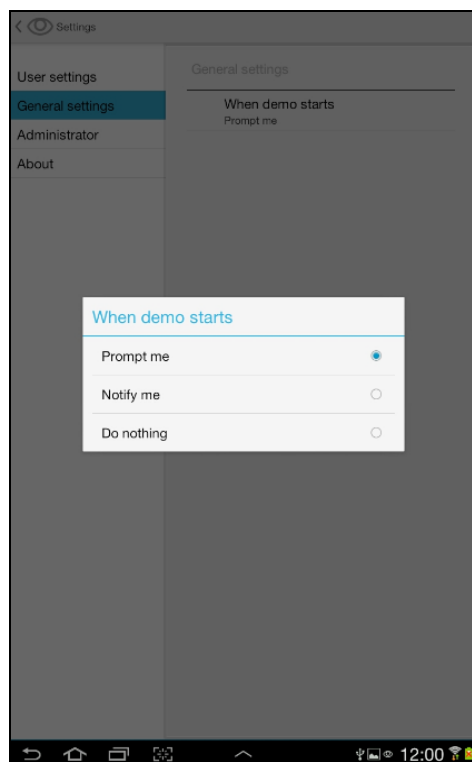 Settings
User settings
General settings
Administrator
About
General settings
When demo starts
Prompt me
When demo starts
Prompt me
Notify me
Do nothing
12:00